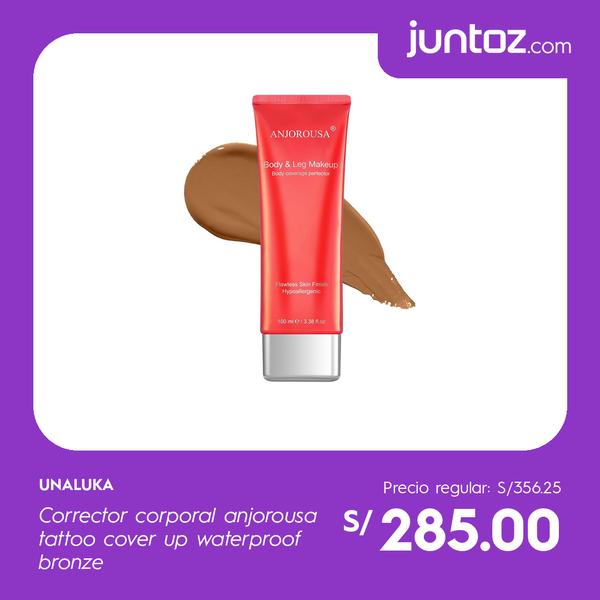 juntoz.com
ANJOROUSA®
Body & Leg Makeup
Body coverage perfector
Flawless Skin Finish
Hypoallergenic
100 ml ℮ / 3.38 fl.oz
UNALUKA
Corrector corporal anjorousa
tattoo cover up waterproof
bronze
Precio regular: S/356.25
S/285.00